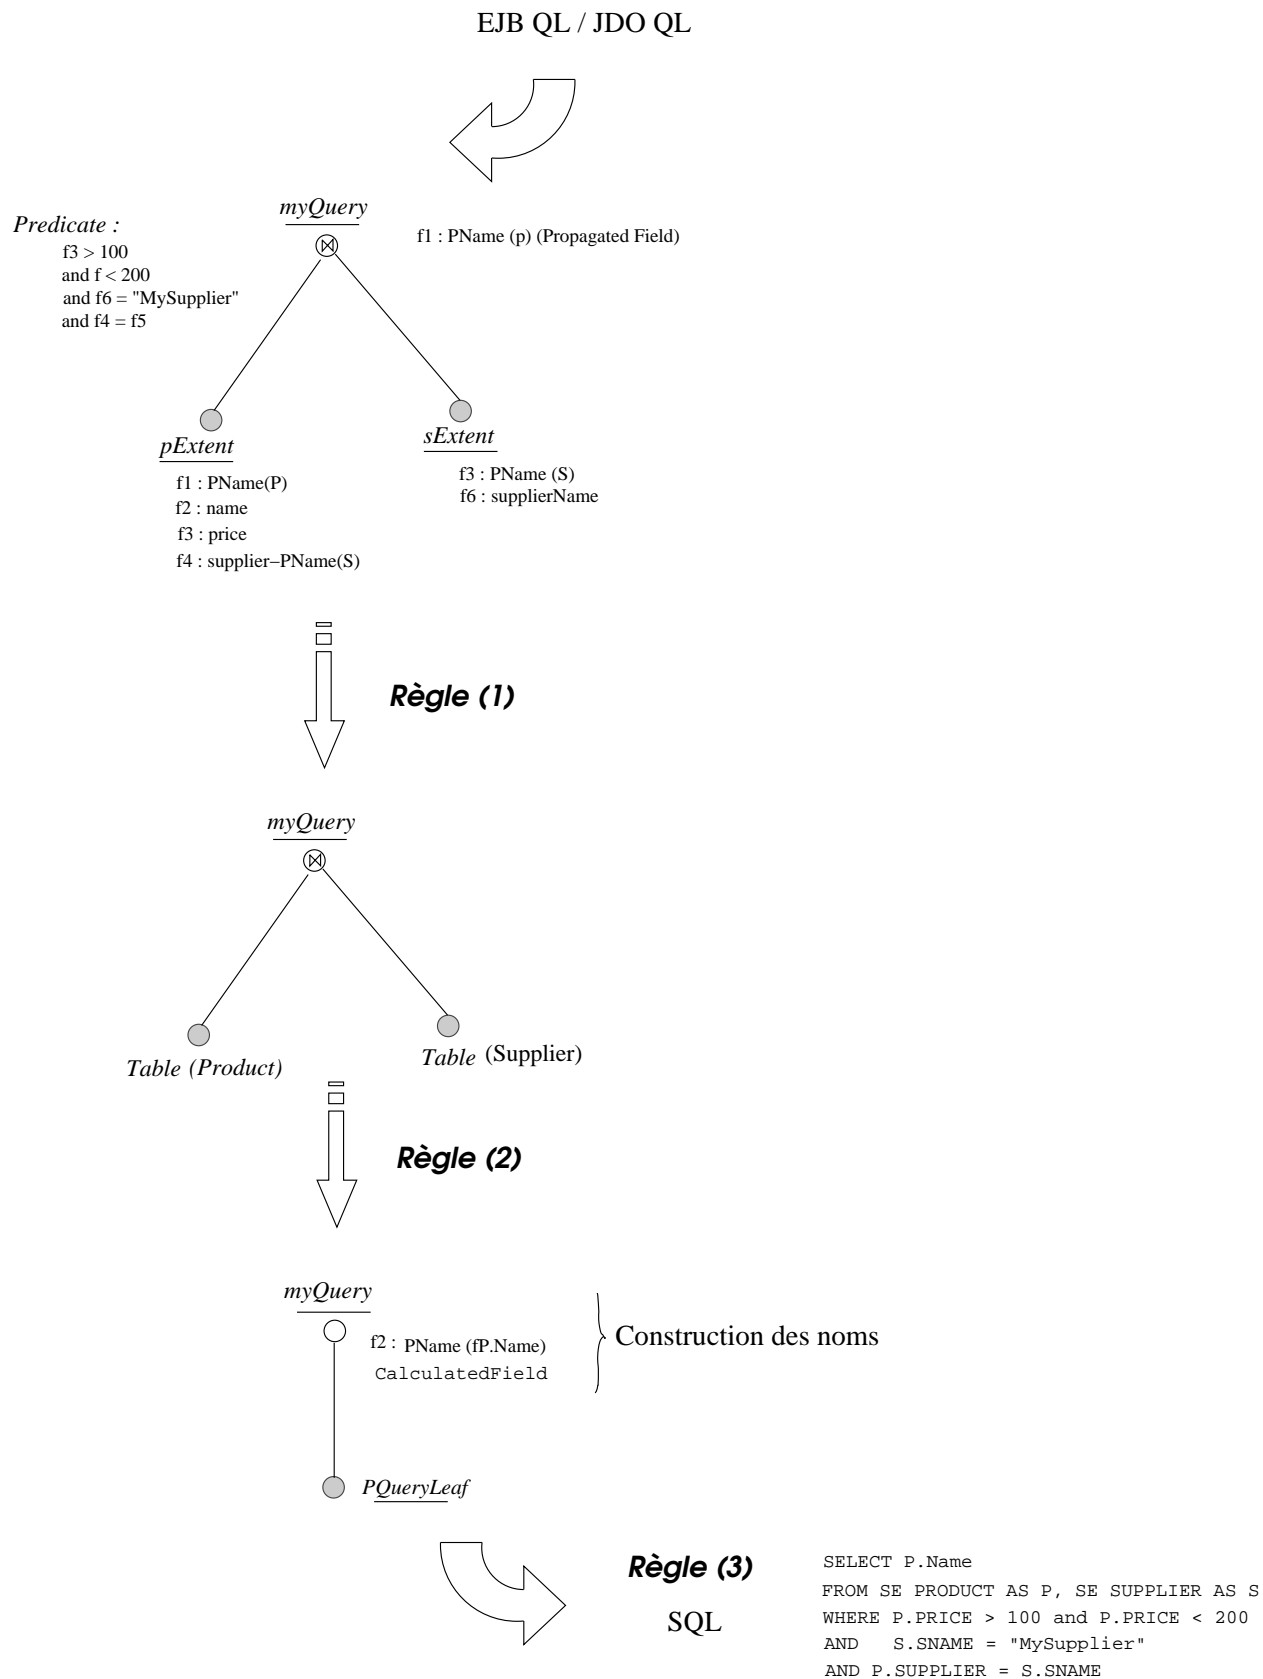 EJB QL / JDO QL
myQuery
Predicate :
f1 : PName (p) (Propagated Field)
f3 > 100
and f < 200
and f6 = "MySupplier"
and f4 = f5
pExtent
f1 : PName(P)
f2 : name
f3 : price
f4 : supplier–PName(S)
sExtent
f3 : PName (S)
f6 : supplierName
Règle (1)
myQuery
Table (Product)
Table (Supplier)
Règle (2)
myQuery
f2 : PName (fP.Name)
CalculatedField
Construction des noms
PQueryLeaf
Règle (3)
SQL
SELECT P.Name
FROM SE PRODUCT AS P, SE SUPPLIER AS S
WHERE P.PRICE > 100 and P.PRICE < 200
AND S.SNAME = "MySupplier"
AND P.SUPPLIER = S.SNAME